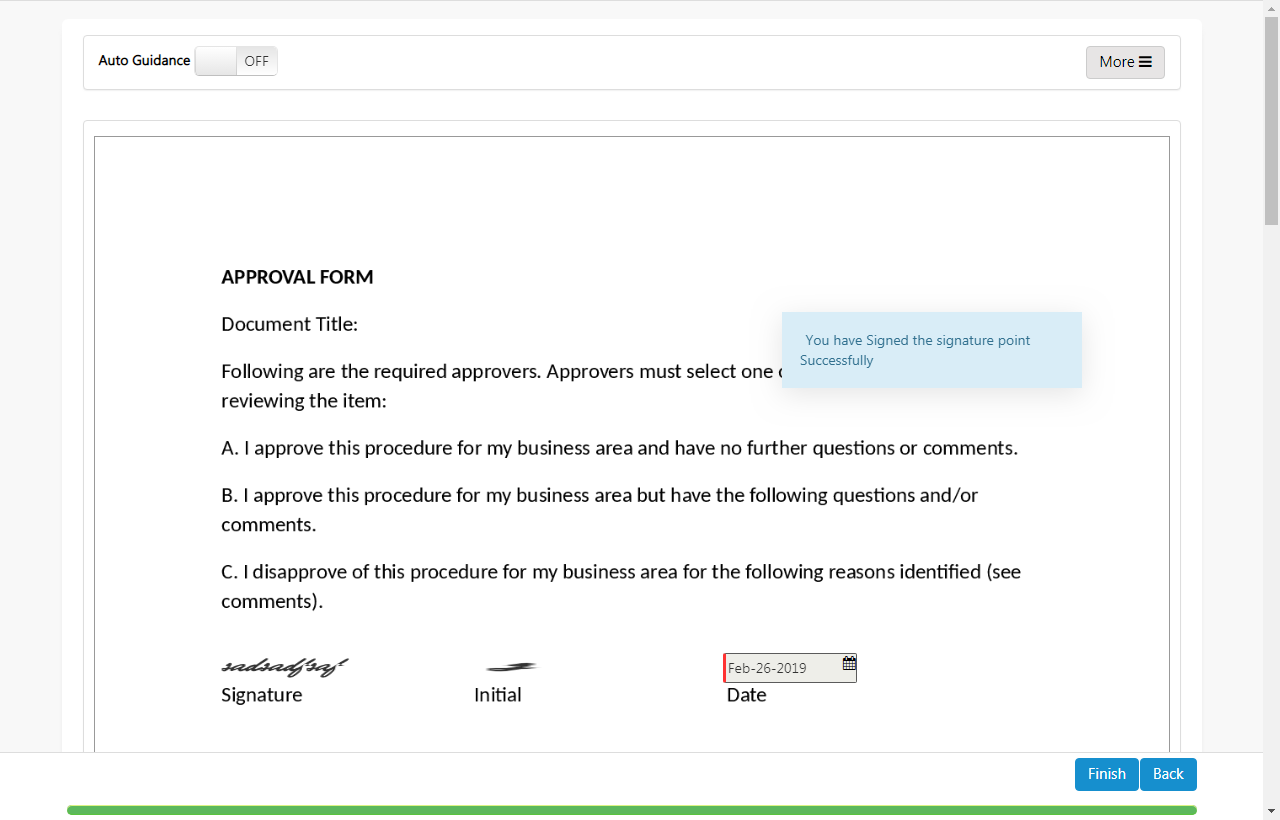 Auto Guidance OFF More
APPROVAL FORM
Document Title:
You have Signed the signature point
Successfully
Following are the required approvers. Approvers must select one
reviewing the item:
A. I approve this procedure for my business area and have no further questions or comments.
B. I approve this procedure for my business area but have the following questions and/or
comments.
C. I disapprove of this procedure for my business area for the following reasons identified (see
comments).
sadsadfsaf
Feb-26-2019
Signature Initial Date
Finish Back